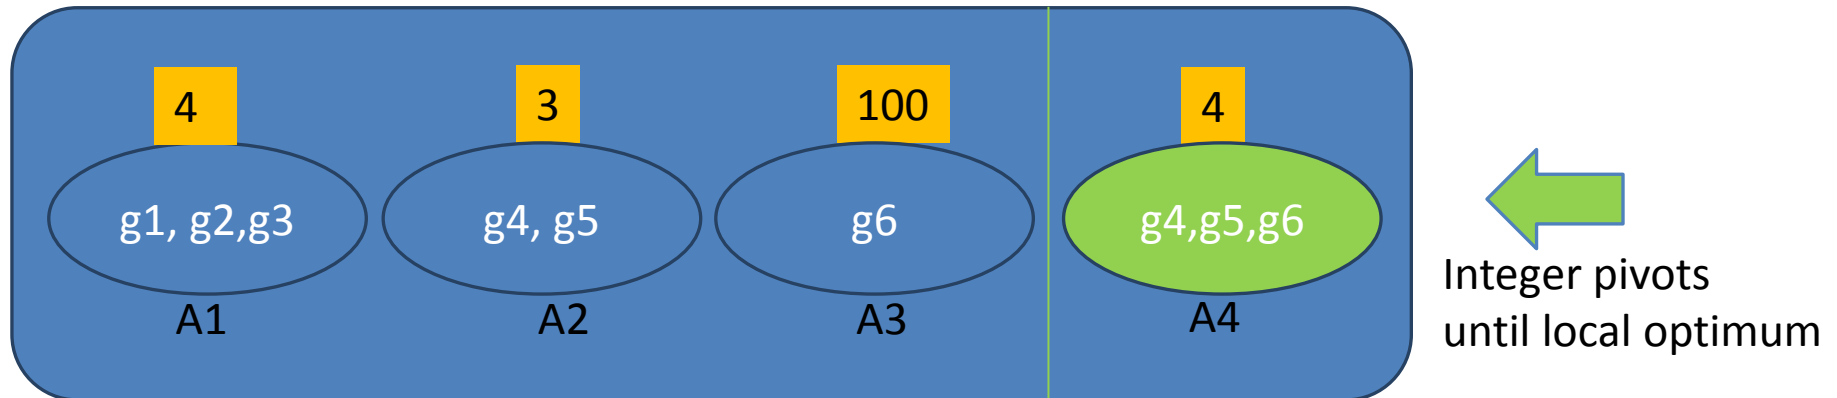 4 3 100 4
g1, g2,g3 g4, g5 g6 g4,g5,g6
A1 A2 A3 A4
Integer pivots
until local optimum